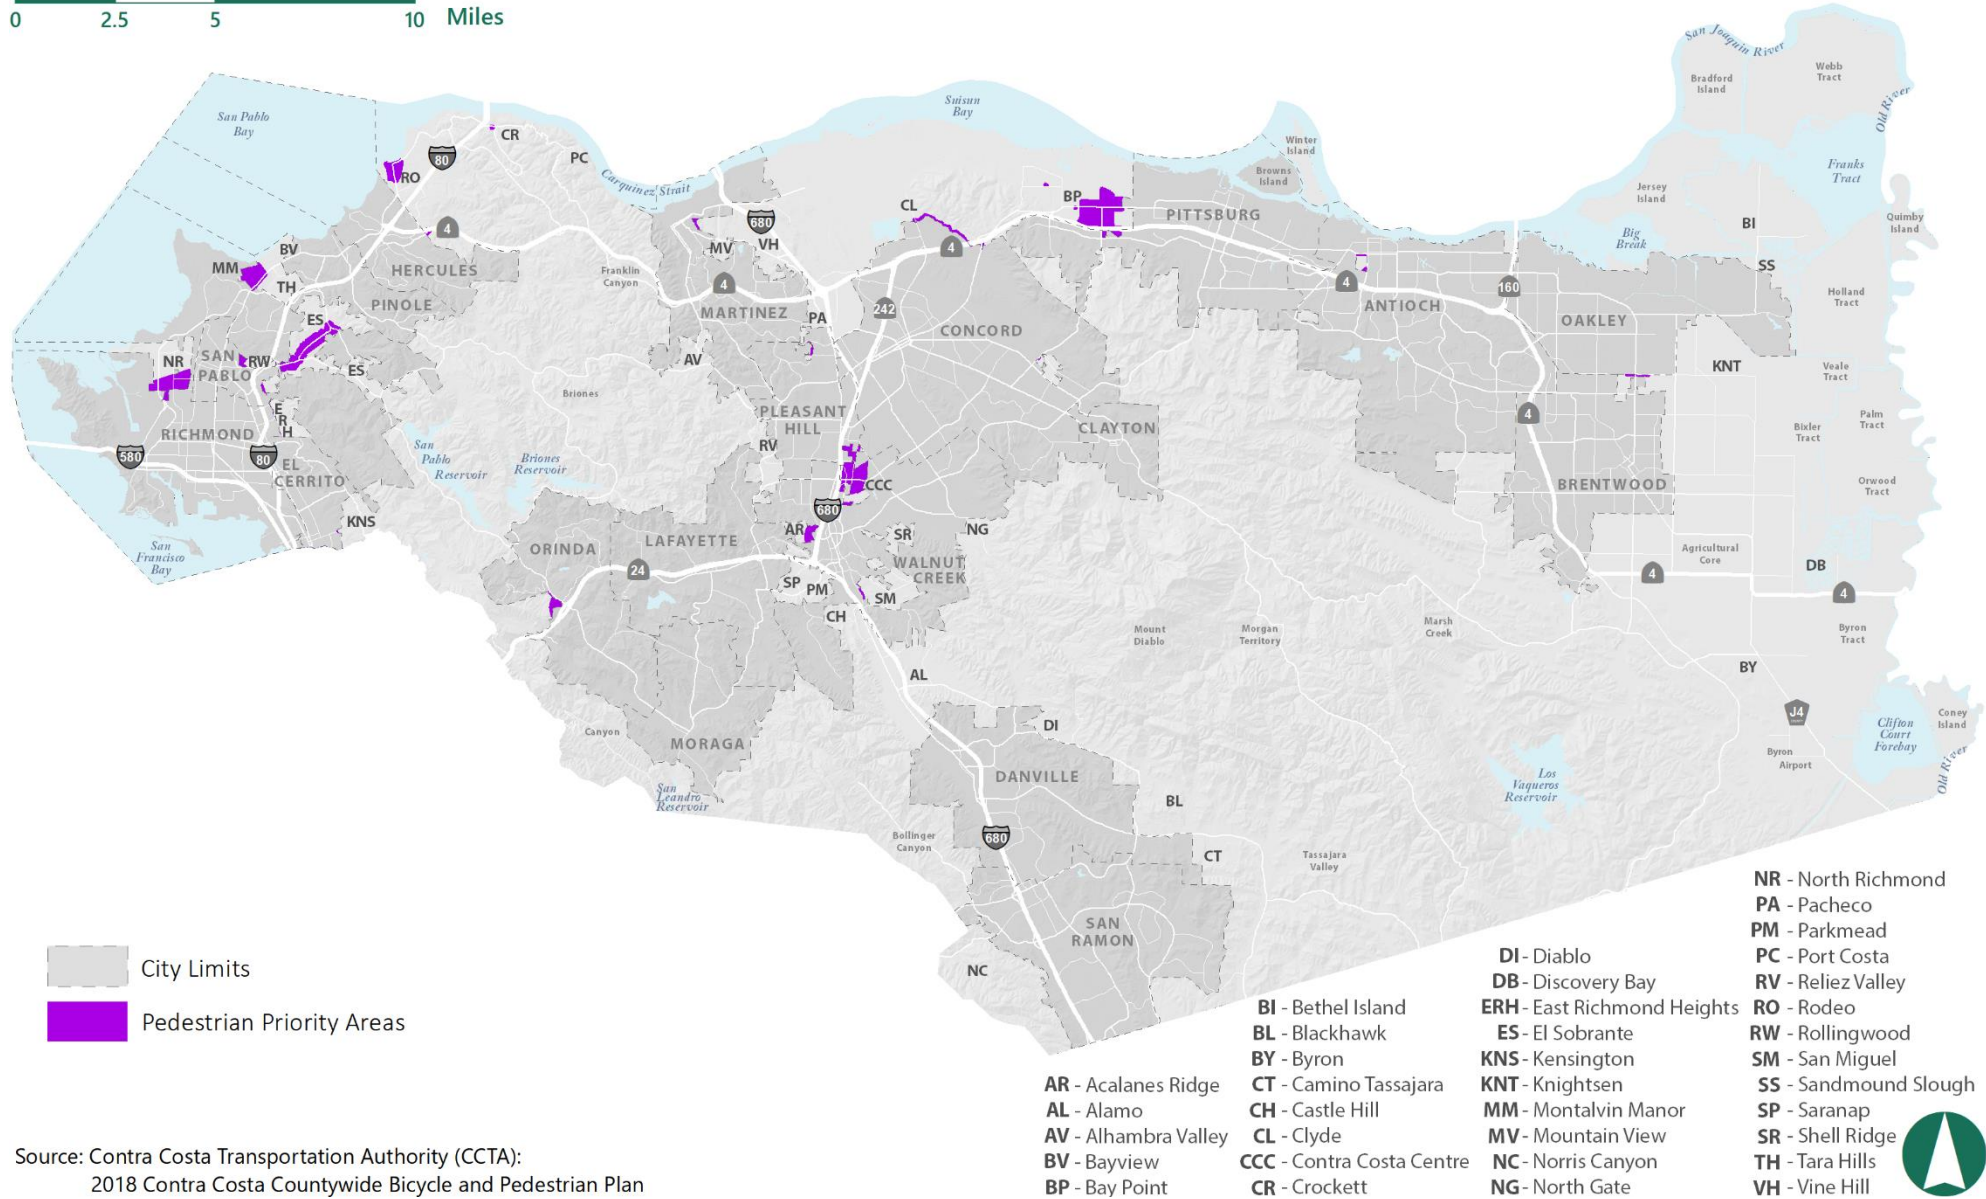 0 2.5 5 10 Miles
San Joaquin River
Webb
Tract
Bradford
Island
Old River
Suisun
Bay
San Pablo
Bay
CR
Winter
Island
80
PC
Franks
Tract
RO
Carquinez Strait
Browns
Island
Jersey
Island
BP
CL
PITTSBURG
680
4
BI
Quimby
Island
Big
Break
BV
MV
VH
4
MM
HERCULES
Franklin
Canyon
SS
TH
4
4
160
Holland
Tract
PINOLE
MARTINEZ
PA
242
ANTIOCH
ES
CONCORD
OAKLEY
NR
SAN
PABLO
RW
ES
AV
KNT
Veale
Tract
Briones
E
R
H
PLEASANT
HILL
4
Palm
Tract
RICHMOND
San
Pablo
Reservoir
RV
CLAYTON
Bixler
Tract
580
80
Briones
Reservoir
EL
CERRITO
CCC
BRENTWOOD
Orwood
Tract
680
KNS
AR
SR
NG
San
Francisco
Bay
ORINDA
LAFAYETTE
Agricultural
Core
24
WALNUT
CREEK
DB
SP
PM
SM
4
4
CH
Mount
Diablo
Morgan
Territory
Marsh
Creek
Byron
Tract
AL
BY
J4
Coney
Island
Canyon
MORAGA
DI
Clifton
Court
Forebay
Byron
Airport
Old River
DANVILLE
San
Leandro
Reservoir
Los
Vaqueros
Reservoir
BL
Bollinger
Canyon
680
CT
Tassajara
Valley
SAN
RAMON
NC
City Limits
Pedestrian Priority Areas
AR - Acalanes Ridge
AL - Alamo
AV - Alhambra Valley
BV - Bayview
BP - Bay Point
BI - Bethel Island
BL - Blackhawk
BY - Byron
CT - Camino Tassajara
CH - Castle Hill
CL - Clyde
CCC - Contra Costa Centre
CR - Crockett
DI - Diablo
DB - Discovery Bay
ERH - East Richmond Heights
ES - El Sobrante
KNS - Kensington
KNT - Knightsen
MM - Montalvin Manor
MV - Mountain View
NC - Norris Canyon
NG - North Gate
NR - North Richmond
PA - Pacheco
PM - Parkmead
PC - Port Costa
RV - Reliez Valley
RO - Rodeo
RW - Rollingwood
SM - San Miguel
SS - Sandmound Slough
SP - Saranap
SR - Shell Ridge
TH - Tara Hills
VH - Vine Hill
Source: Contra Costa Transportation Authority (CCTA):
2018 Contra Costa Countywide Bicycle and Pedestrian Plan